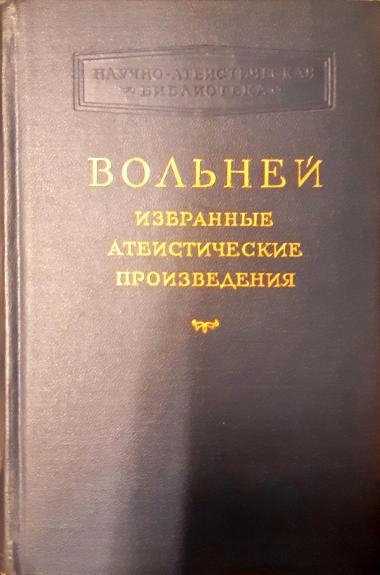 НАУЧНО-АТЕИСТИЧЕСКАЯ
БИБЛИОТЕКА
ВОЛЬНЕЙ
ИЗБРАННЫЕ
АТЕИСТИЧЕСКИЕ
ПРОИЗВЕДЕНИЯ